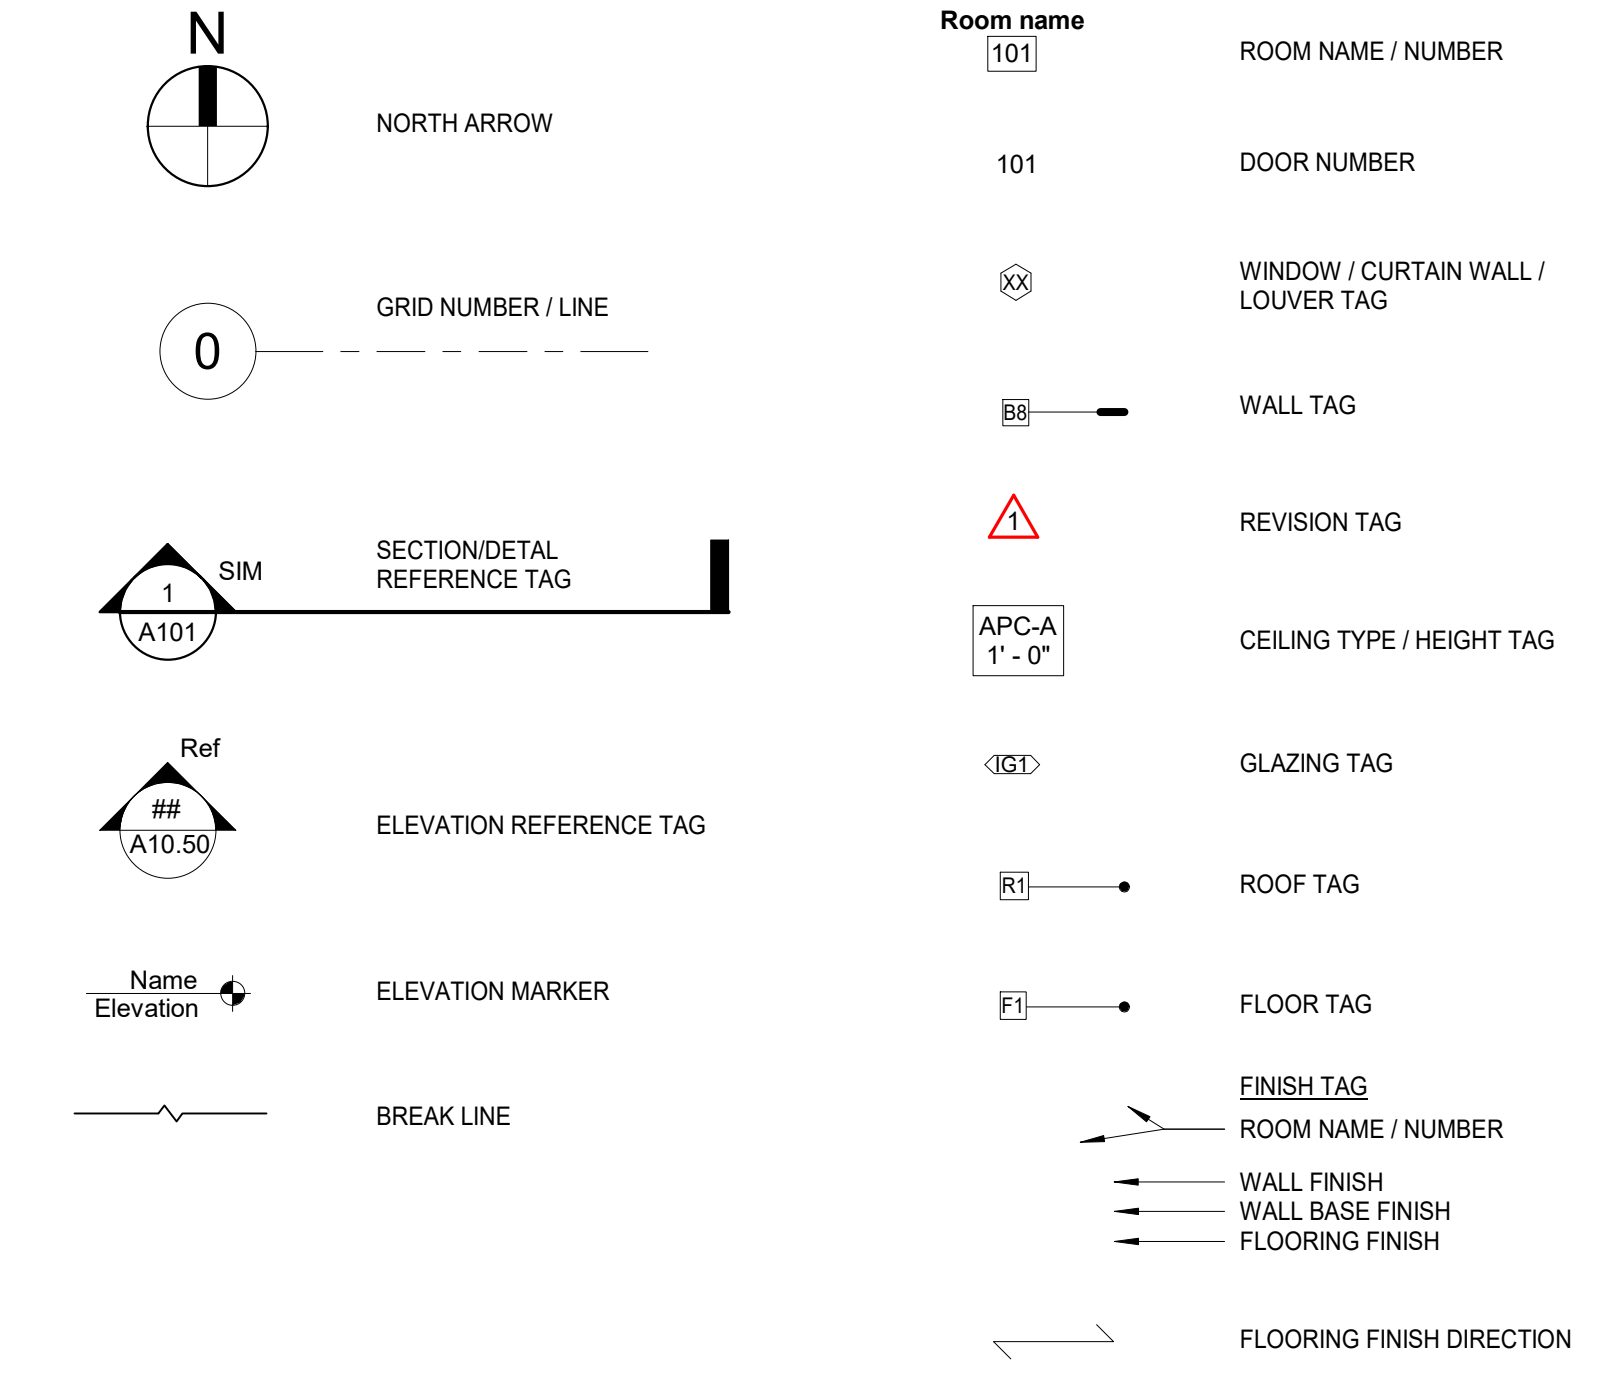 N
NORTH ARROW
GRID NUMBER / LINE
0
SECTION/DETAL
REFERENCE TAG
SIM
1
A101
Ref
##
A10.50
ELEVATION REFERENCE TAG
Name
Elevation
ELEVATION MARKER
BREAK LINE
Room name
101
ROOM NAME / NUMBER
101
DOOR NUMBER
XX
WINDOW / CURTAIN WALL /
LOUVER TAG
B8
WALL TAG
1
REVISION TAG
APC-A
1' - 0"
CEILING TYPE / HEIGHT TAG
IG1
GLAZING TAG
R1
ROOF TAG
F1
FLOOR TAG
FINISH TAG
ROOM NAME / NUMBER
WALL FINISH
WALL BASE FINISH
FLOORING FINISH
FLOORING FINISH DIRECTION